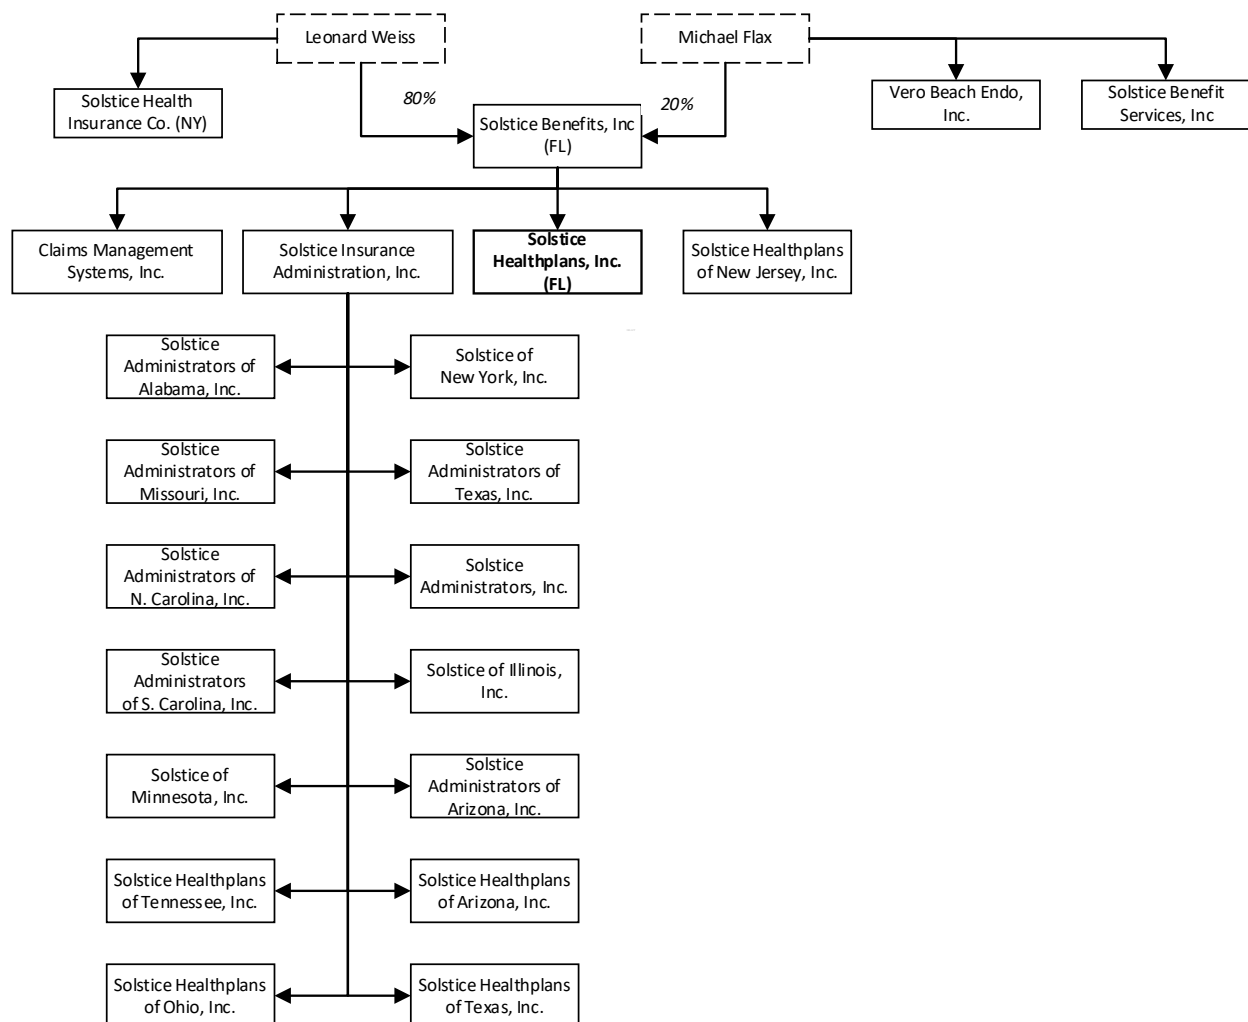 Leonard Weiss
Michael Flax
Solstice Health
Insurance Co. (NY)
80%
Solstice Benefits, Inc
(FL)
20%
Vero Beach Endo,
Inc.
Solstice Benefit
Services, Inc
Claims Management
Systems, Inc.
Solstice Insurance
Administration, Inc.
Solstice
Healthplans, Inc.
(FL)
Solstice Healthplans
of New Jersey, Inc.
Solstice
Administrators of
Alabama, Inc.
Solstice of
New York, Inc.
Solstice
Administrators of
Missouri, Inc.
Solstice
Administrators of
Texas, Inc.
Solstice
Administrators of
N. Carolina, Inc.
Solstice
Administrators, Inc.
Solstice
Administrators
of S. Carolina, Inc.
Solstice of Illinois,
Inc.
Solstice of
Minnesota, Inc.
Solstice
Administrators of
Arizona, Inc.
Solstice Healthplans
of Tennessee, Inc.
Solstice Healthplans
of Arizona, Inc.
Solstice Healthplans
of Ohio, Inc.
Solstice Healthplans
of Texas, Inc.